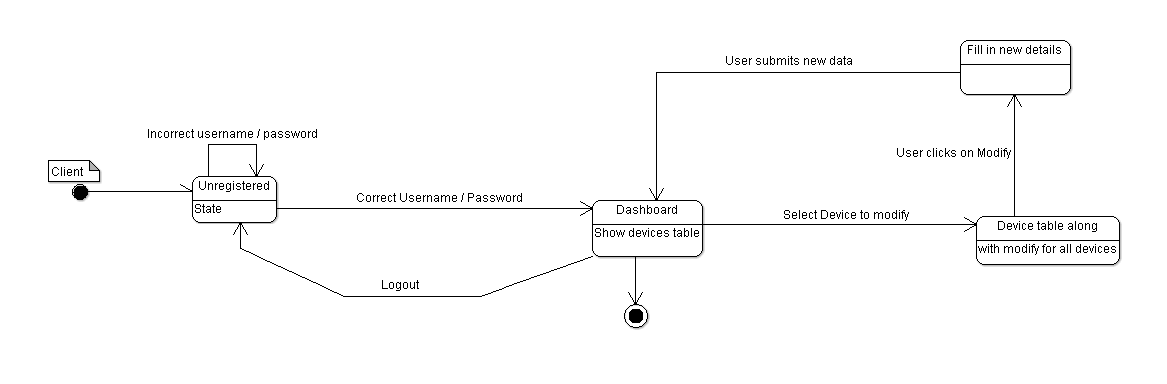 Fill in new details
User submits new data
Incorrect username / password
User clicks on Modify
Client
Unregistered
State
Correct Username / Password
Dashboard
Show devices table
Select Device to modify
Device table along
with modify for all devices
Logout